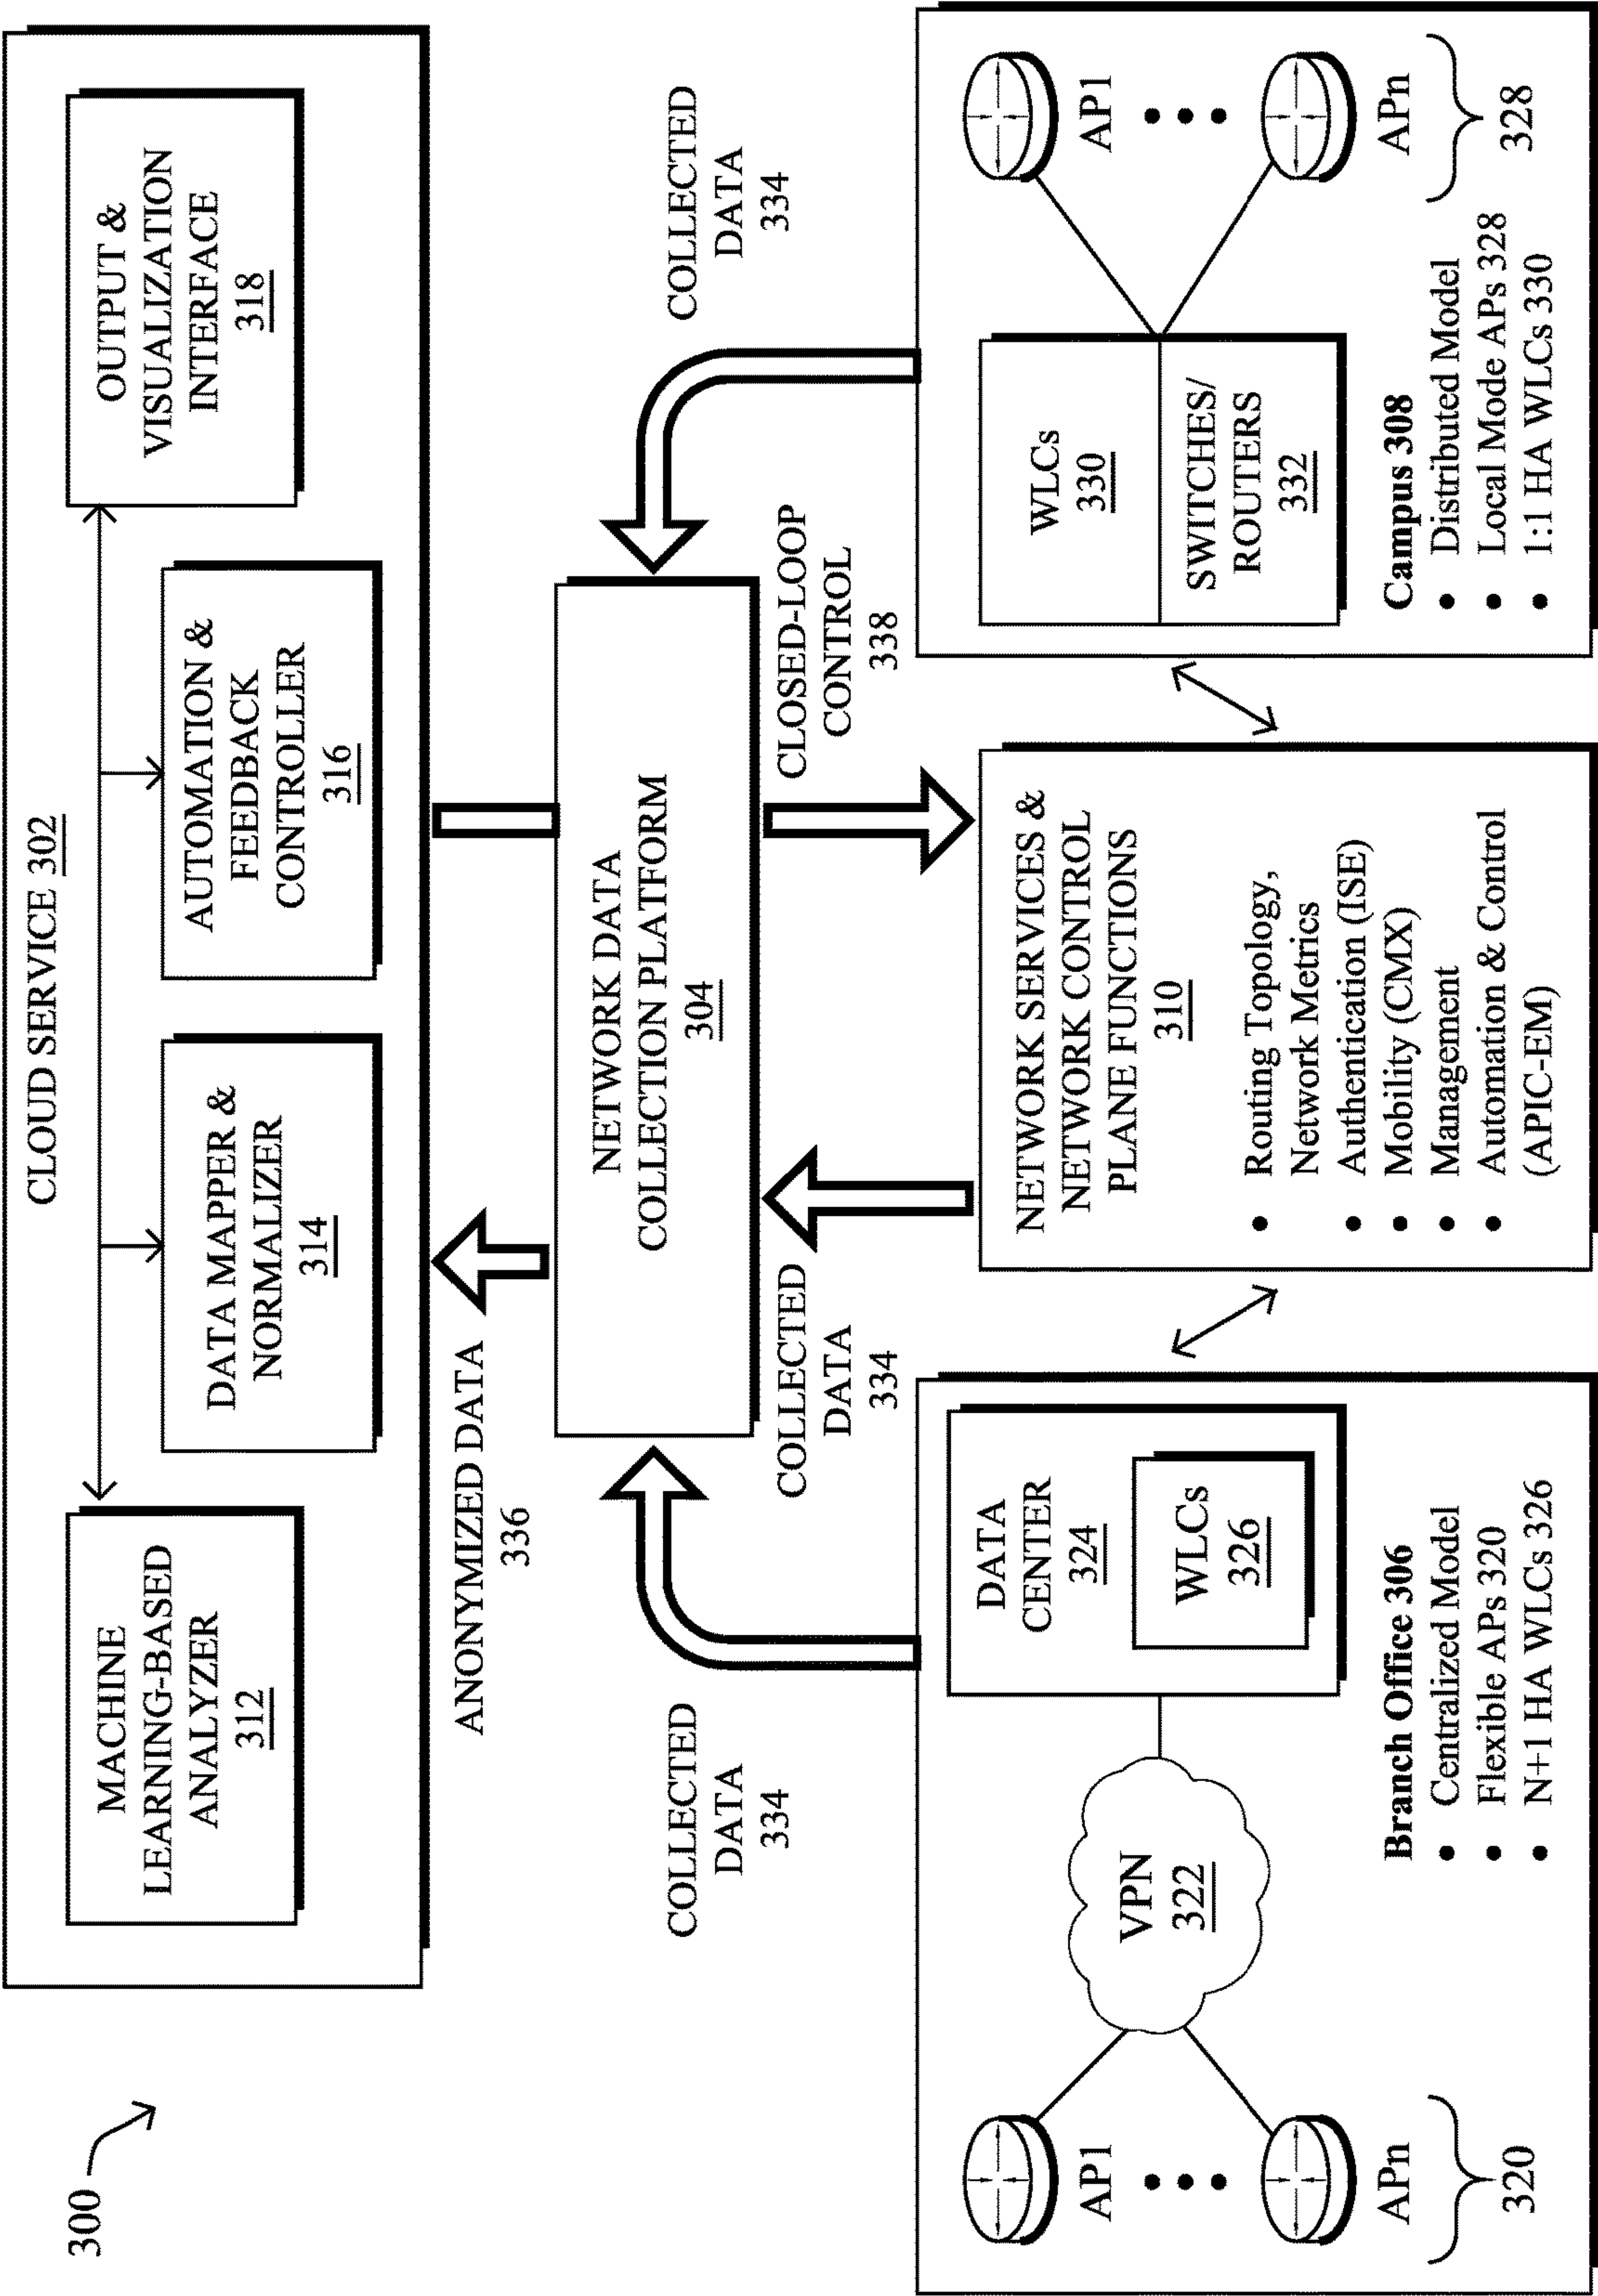 300
CLOUD SERVICE 302
MACHINE
LEARNING-BASED
ANALYZER
312
DATA MAPPER &
NORMALIZER
314
AUTOMATION &
FEEDBACK
CONTROLLER
316
OUTPUT &
VISUALIZATION
INTERFACE
318
ANONYMIZED DATA
336
NETWORK DATA
COLLECTION PLATFORM
304
COLLECTED
DATA
334
COLLECTED
DATA
334
CLOSED-LOOP
CONTROL
338
COLLECTED
DATA
334
AP1
APn
320
VPN
322
DATA
CENTER
324
WLCs
326
Branch Office 306
• Centralized Model
• Flexible APs 320
• N+1 HA WLCs 326
NETWORK SERVICES &
NETWORK CONTROL
PLANE FUNCTIONS
310
• Routing Topology,
Network Metrics
• Authentication (ISE)
• Mobility (CMX)
• Management
• Automation & Control
(APIC-EM)
WLCs
330
SWITCHES/
ROUTERS
332
AP1
APn
328
Campus 308
• Distributed Model
• Local Mode APs 328
• 1:1 HA WLCs 330